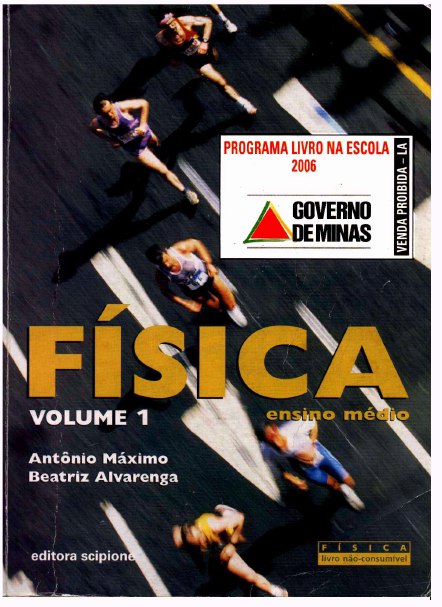 PROGRAMA LIVRO NA ESCOLA
2006
GOVERNO
DE MINAS
VENDA PROIBIDA - LA
FÍSICA
VOLUME 1
ensino médio
Antônio Máximo
Beatriz Alvarenga
editora scipione
FÍSICA
livro não-consumível